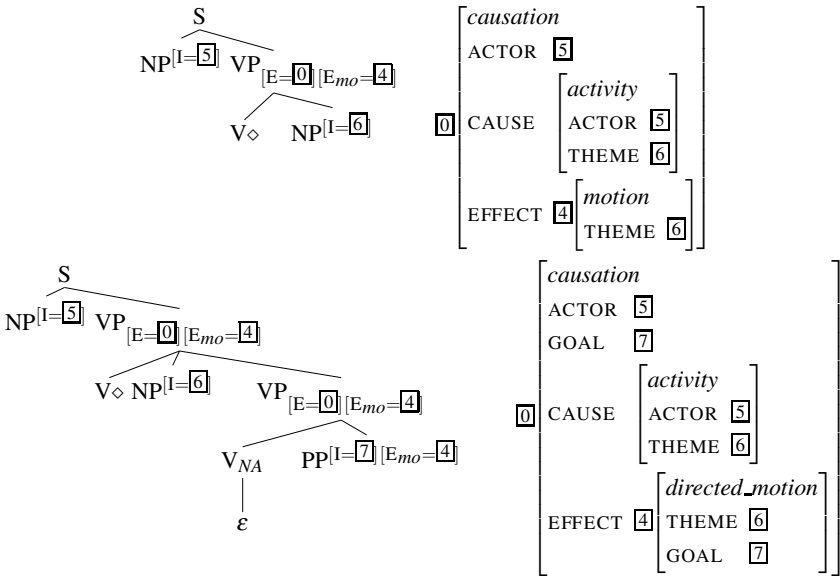 S
NP[I=5] VP[E=0][Emo=4]
V◇ NP[I=6]
0 [causation
ACTOR 5
CAUSE [activity
ACTOR 5
THEME 6]
EFFECT 4 [motion
THEME 6]]
S
NP[I=5] VP[E=0][Emo=4]
V◇ NP[I=6] VP[E=0][Emo=4]
VNA PP[I=7][Emo=4]
ε
0 [causation
ACTOR 5
GOAL 7
CAUSE [activity
ACTOR 5
THEME 6]
EFFECT 4 [directed_motion
THEME 6
GOAL 7]]